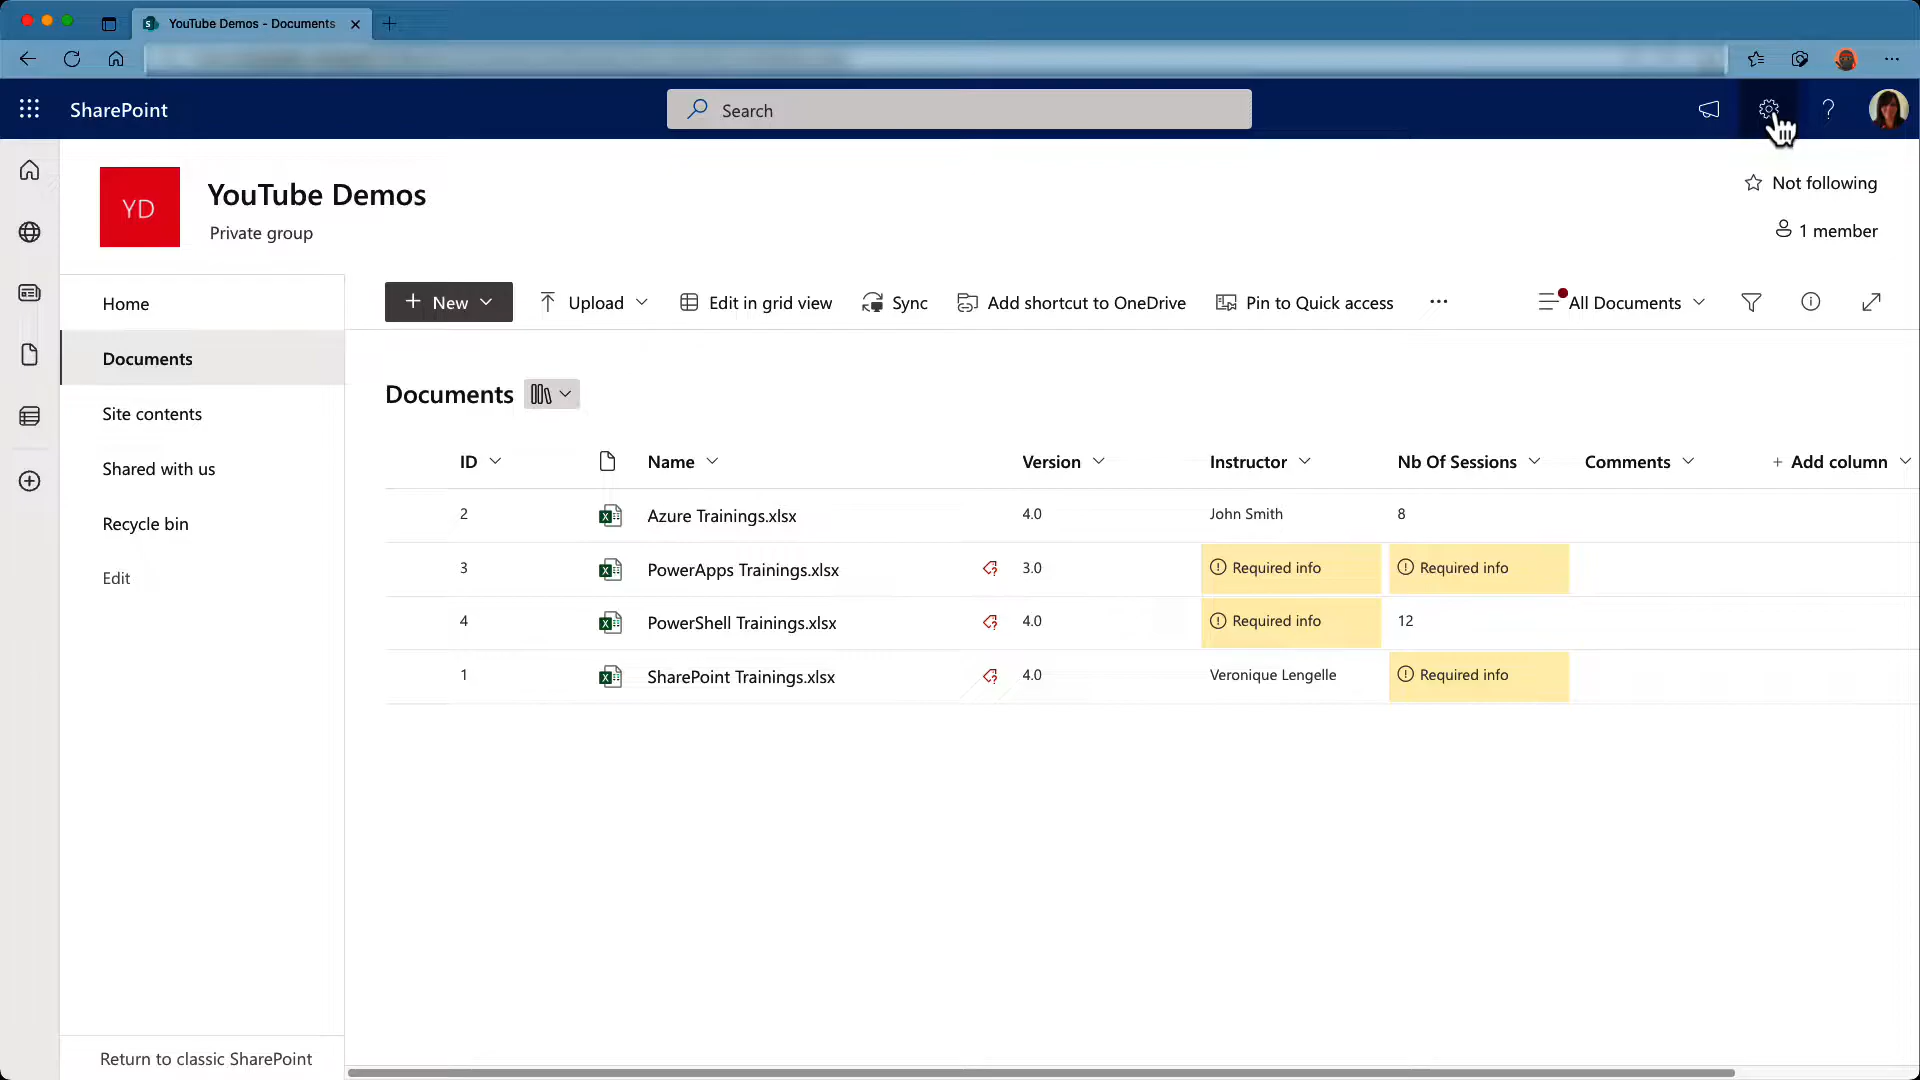 YouTube Demos - Documents
SharePoint
Search
YD
YouTube Demos
Private group
Not following
1 member
Home
Documents
Site contents
Shared with us
Recycle bin
Edit
Return to classic SharePoint
New
Upload
Edit in grid view
Sync
Add shortcut to OneDrive
Pin to Quick access
All Documents
Documents
ID Name Version Instructor Nb Of Sessions Comments + Add column
2 Azure Trainings.xlsx 4.0 John Smith 8
3 PowerApps Trainings.xlsx 3.0 Required info Required info
4 PowerShell Trainings.xlsx 4.0 Required info 12
1 SharePoint Trainings.xlsx 4.0 Veronique Lengelle Required info